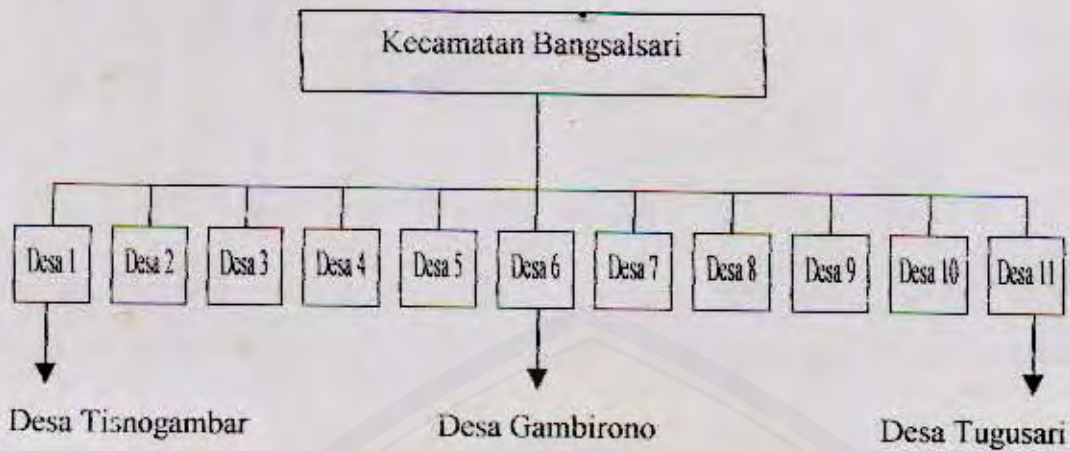 Kecamatan Bangsalsari
Desa 1 Desa 2 Desa 3 Desa 4 Desa 5 Desa 6 Desa 7 Desa 8 Desa 9 Desa 10 Desa 11
Desa Tisnogambar Desa Gambirono Desa Tugusari